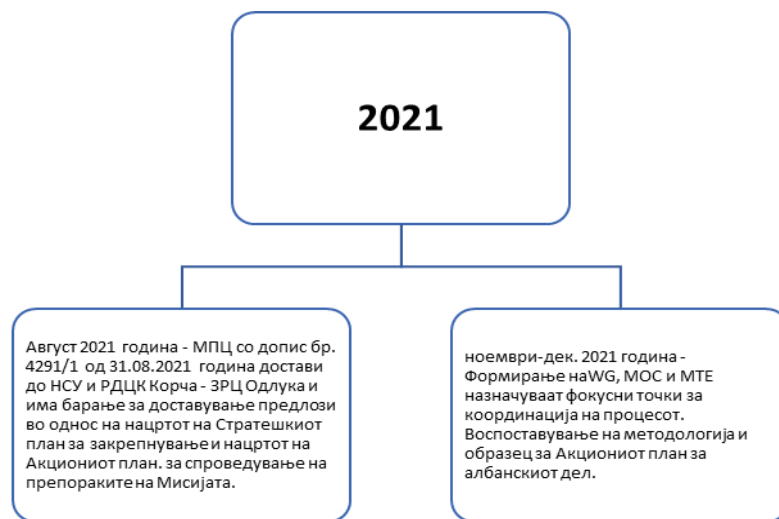 2021
Август 2021 година - МПЦ со допис бр.
4291/1 од 31.08.2021 година достави
до НСУ и РДЦК Корча - ЗРЦ Одлука и
има барање за доставување предлози
во однос на нацртот на Стратешкиот
план за закрепнување и нацртот на
Акциониот план. за спроведување на
препораките на Мисијата.
ноември-дек. 2021 година -
Формирање наWG, МОС и МТЕ
назначуваат фокусни точки за
координација на процесот.
Воспоставување на методологија и
образец за Акциониот план за
албанскиот дел.